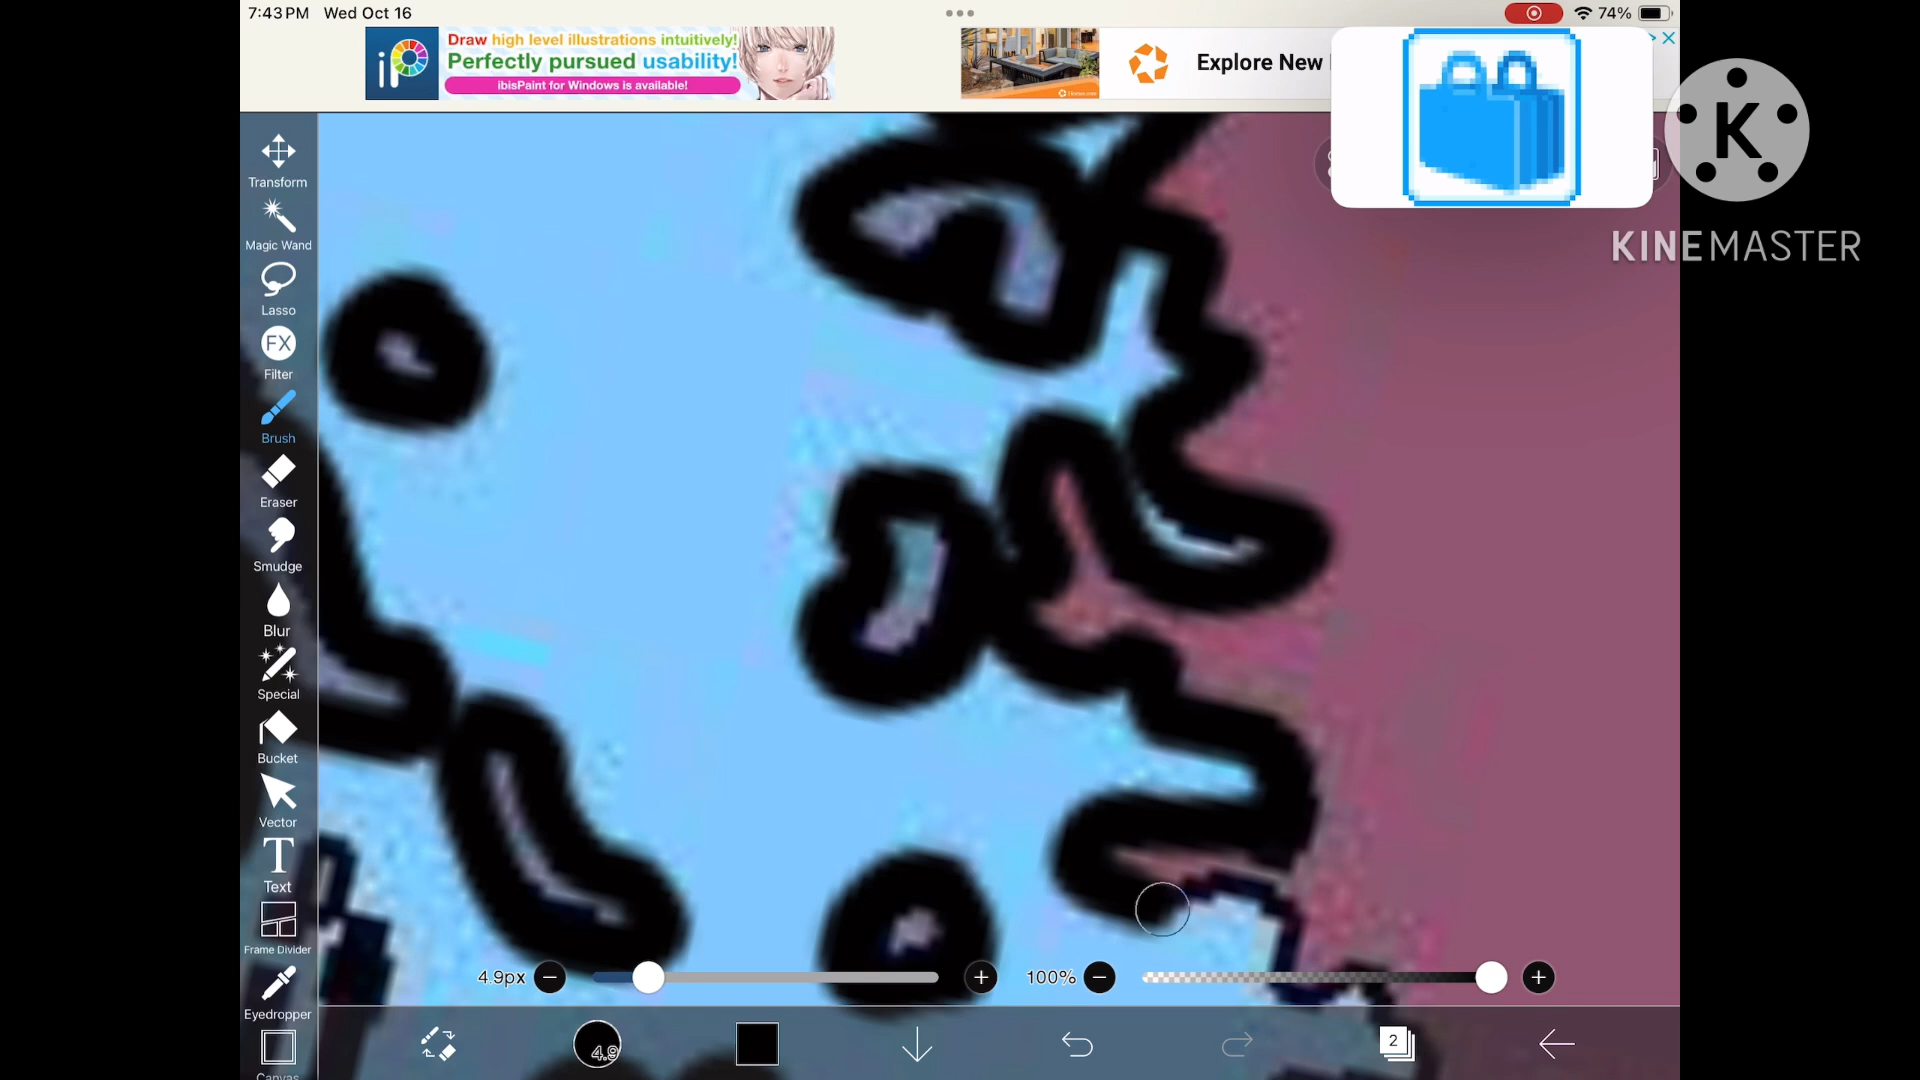 7:43 PM Wed Oct 16
74%
Draw high level illustrations intuitively!
Perfectly pursued usability!
ibisPaint for Windows is available!
Explore New
K
KINEMASTER
Transform
Magic Wand
Lasso
FX
Filter
Brush
Eraser
Smudge
Blur
Special
Bucket
Vector
T
Text
Frame Divider
Eyedropper
Canvas
4.9px
100%
4.9
2